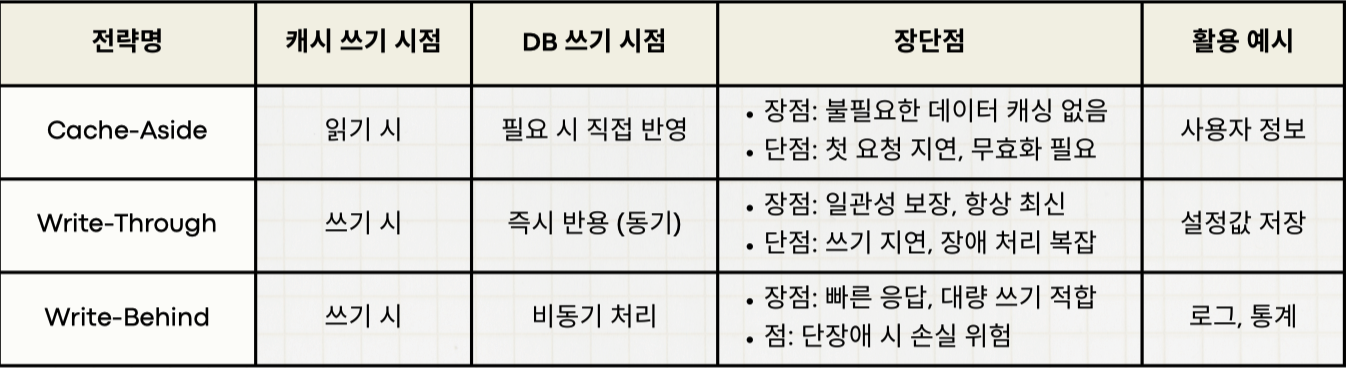 전략명 캐시 쓰기 시점 DB 쓰기 시점 장단점 활용 예시
Cache-Aside 읽기 시 필요 시 직접 반영 • 장점: 불필요한 데이터 캐싱 없음
• 단점: 첫 요청 지연, 무효화 필요 사용자 정보
Write-Through 쓰기 시 즉시 반용 (동기) • 장점: 일관성 보장, 항상 최신
• 단점: 쓰기 지연, 장애 처리 복잡 설정값 저장
Write-Behind 쓰기 시 비동기 처리 • 장점: 빠른 응답, 대량 쓰기 적합
• 점: 단장애 시 손실 위험 로그, 통계